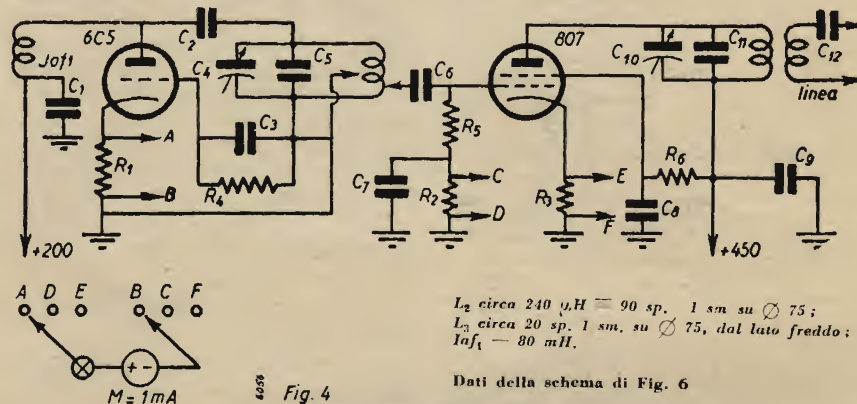 6C5
807
C2
C4
C5
C6
C10
C11
C12
Jaf1
linea
C1
A
C3
R5
R1
C7
C
E
R6
C9
B
R4
R2
R3
D
F
C8
+200
+450
A D E B C F
M = 1mA
6056
Fig. 4
L2 circa 240 µH = 90 sp. 1 sm su ∅ 75 ;
L3 circa 20 sp. 1 sm. su ∅ 75, dal lato freddo ;
Iaf1 — 80 mH.
Dati della schema di Fig. 6